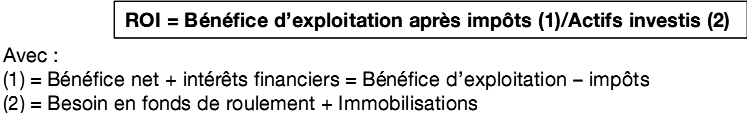 ROI = Bénéfice d'exploitation après impôts (1)/Actifs investis (2)
Avec :
(1) = Bénéfice net + intérêts financiers = Bénéfice d'exploitation – impôts
(2) = Besoin en fonds de roulement + Immobilisations